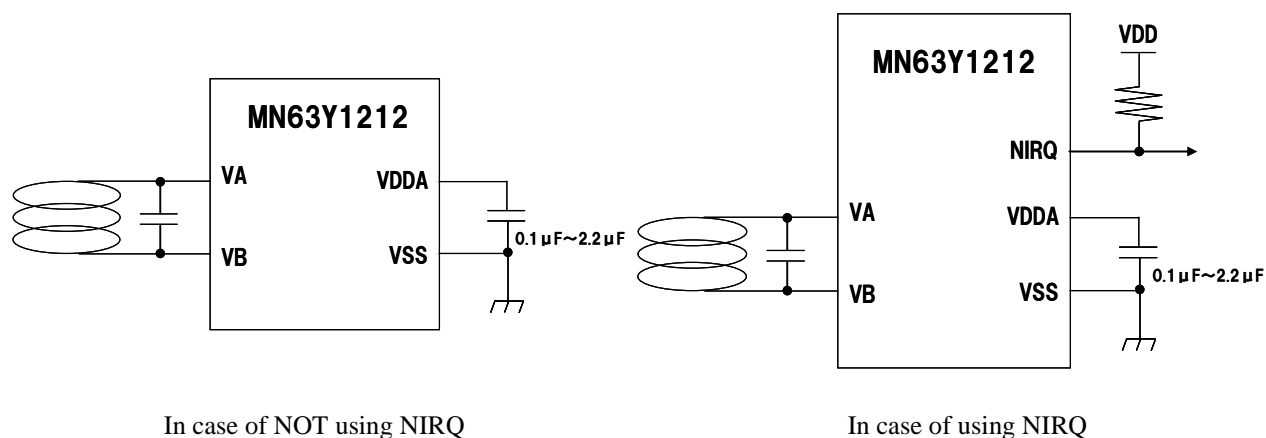 MN63Y1212
VA
VDDA
VB
VSS
0.1μF～2.2μF
In case of NOT using NIRQ
VDD
MN63Y1212
NIRQ
VA
VDDA
VB
VSS
0.1μF～2.2μF
In case of using NIRQ